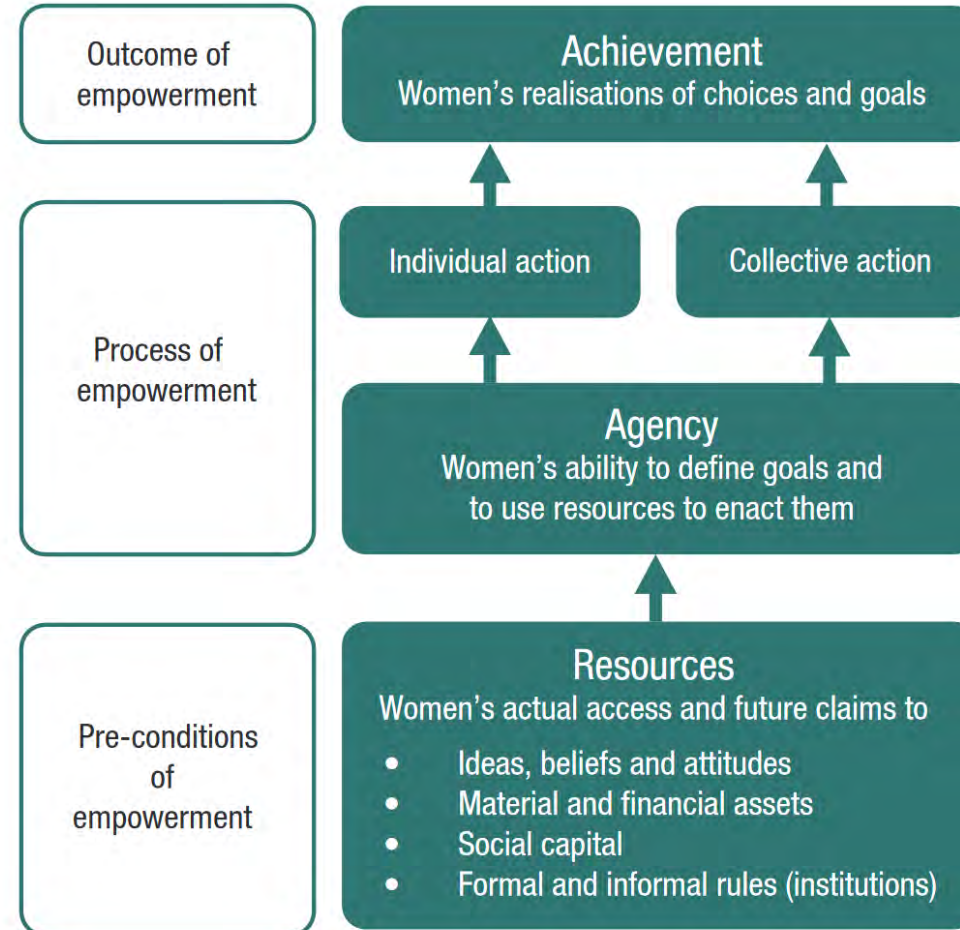 Outcome of
empowerment
Achievement
Women's realisations of choices and goals
Process of
empowerment
Individual action
Collective action
Agency
Women's ability to define goals and
to use resources to enact them
Pre-conditions
of
empowerment
Resources
Women's actual access and future claims to
• Ideas, beliefs and attitudes
• Material and financial assets
• Social capital
• Formal and informal rules (institutions)